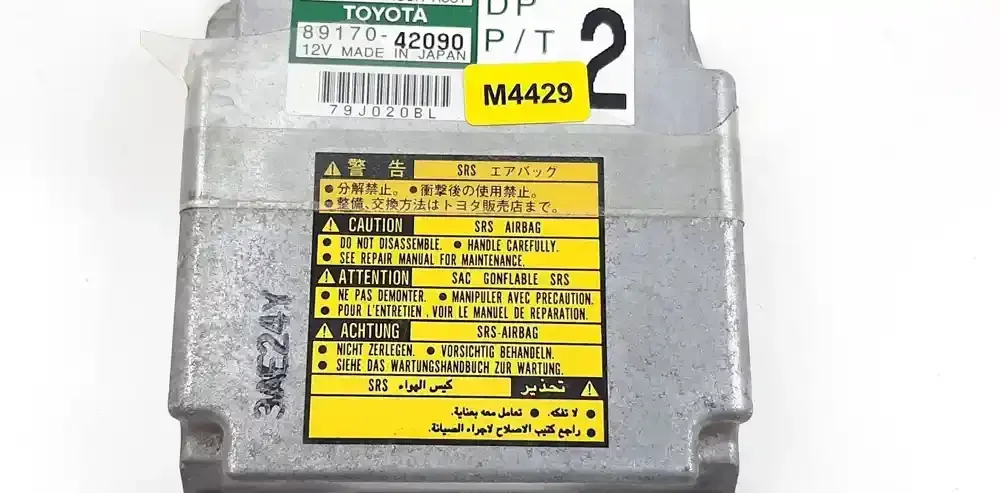 DP
TOYOTA
89170-42090
P/T 2
12V MADE IN JAPAN
M4429
79J020BL
警告 SRS エアバッグ
● 分解禁止。 ● 衝撃後の使用禁止。
● 整備、交換方法はトヨタ販売店まで。
CAUTION SRS AIRBAG
● DO NOT DISASSEMBLE. ● HANDLE CAREFULLY.
● SEE REPAIR MANUAL FOR MAINTENANCE.
ATTENTION SAC GONFLABLE SRS
● NE PAS DEMONTER. ● MANIPULER AVEC PRECAUTION.
● POUR L'ENTRETIEN , VOIR LE MANUEL DE REPARATION.
ACHTUNG SRS-AIRBAG
● NICHT ZERLEGEN. ● VORSICHTIG BEHANDELN.
● SIEHE DAS WARTUNGSHANDBUCH ZUR WARTUNG.
تحذير كيس الهواء SRS
● لا تفكه. ● تعامل معه بعناية.
● راجع كتيب الاصلاح لاجراء الصيانة.
3ME24Y